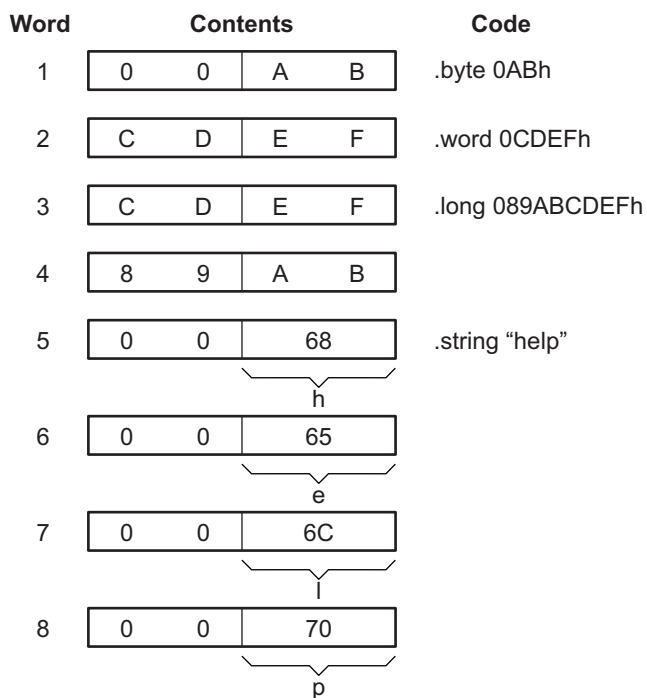 Word Contents Code
1 0 0 A B .byte 0ABh
2 C D E F .word 0CDEFh
3 C D E F .long 089ABCDEFh
4 8 9 A B
5 0 0 68 .string “help”
h
6 0 0 65
e
7 0 0 6C
l
8 0 0 70
p